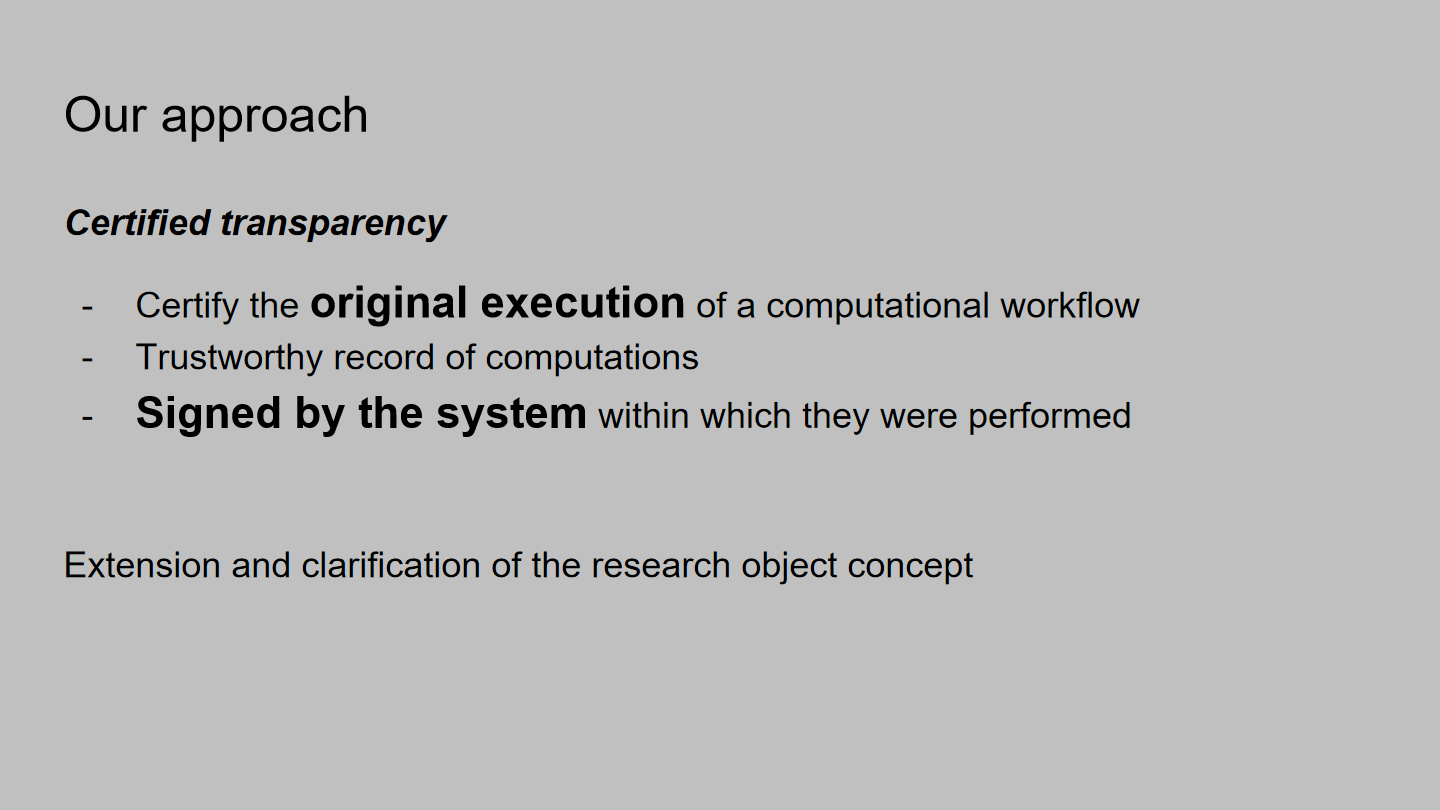 Our approach
Certified transparency
- Certify the original execution of a computational workflow
- Trustworthy record of computations
- Signed by the system within which they were performed
Extension and clarification of the research object concept